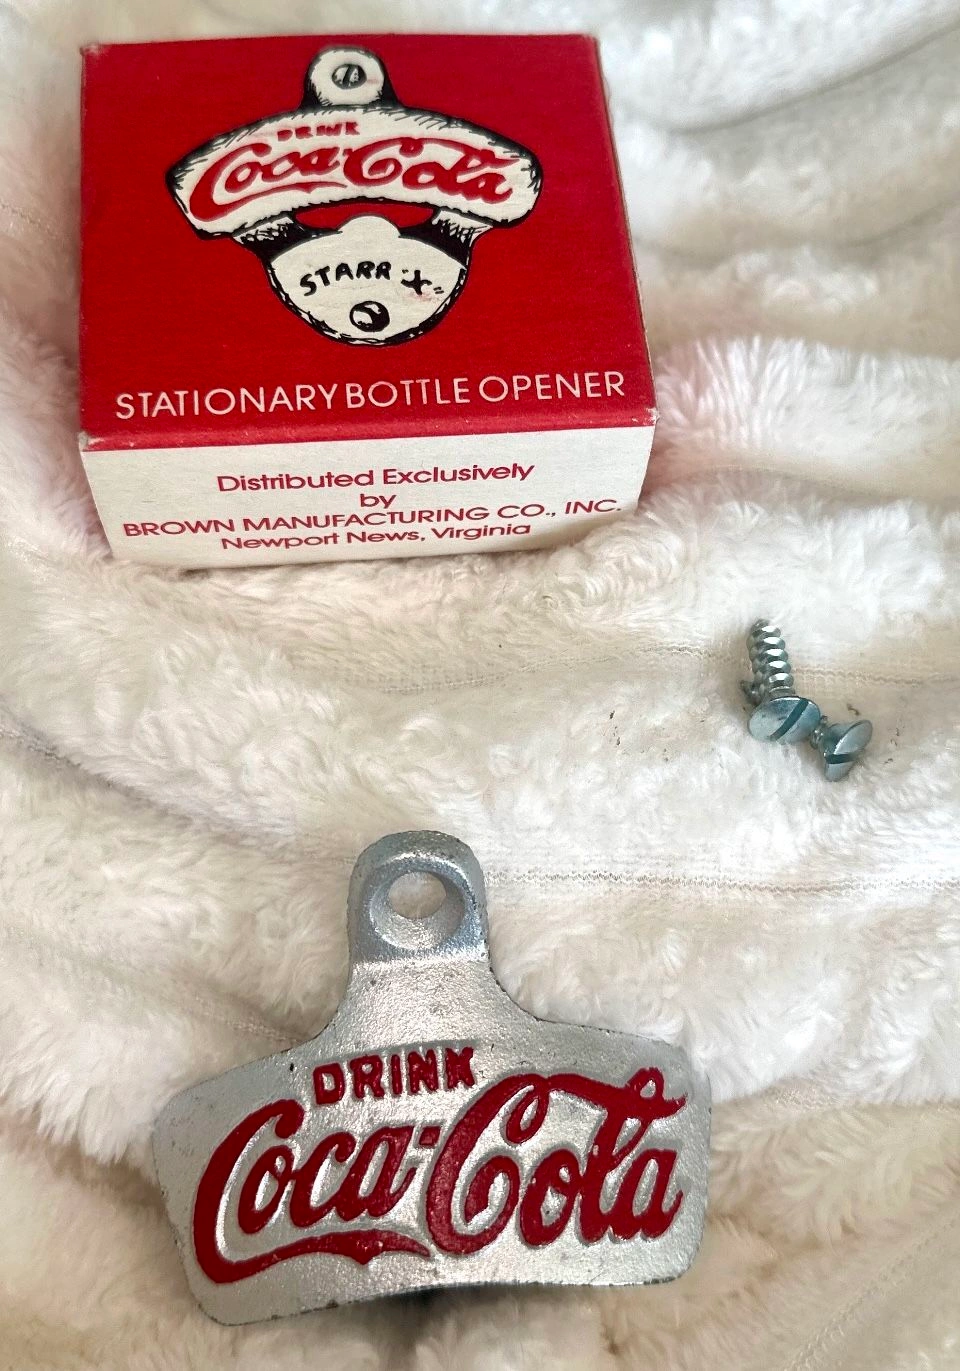 DRINK
Coca-Cola
STARR "X"
STATIONARY BOTTLE OPENER
Distributed Exclusively
by
BROWN MANUFACTURING CO., INC.
Newport News, Virginia
DRINK
Coca-Cola